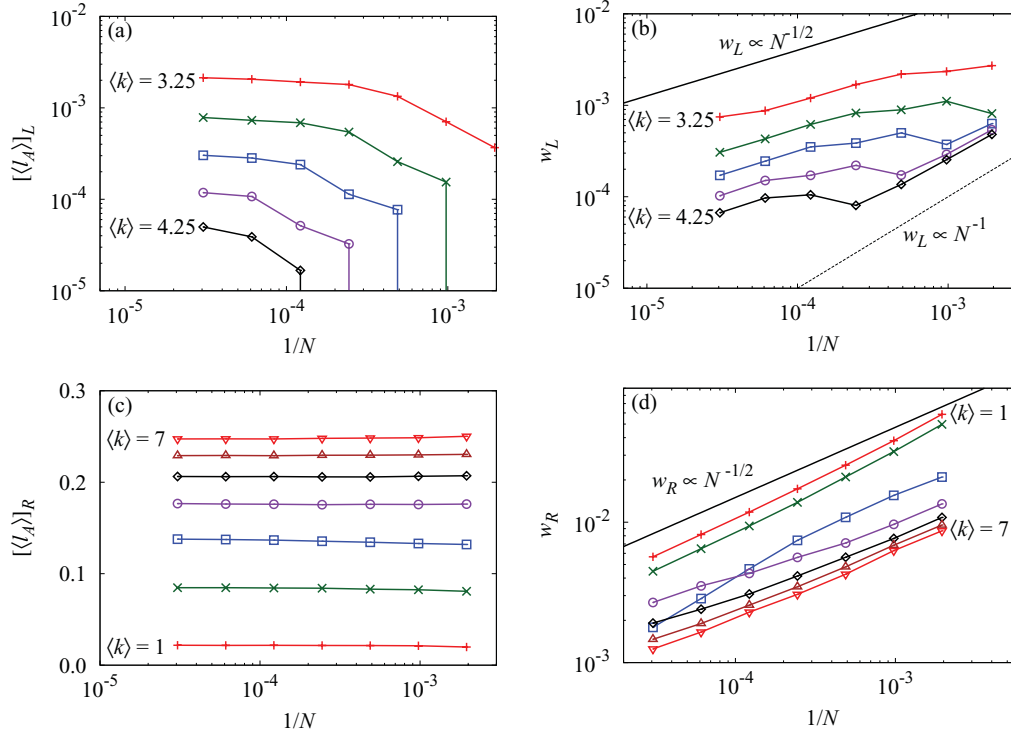 (a)
10⁻²
10⁻³
10⁻⁴
10⁻⁵
[⟨l_A⟩]_L
⟨k⟩ = 3.25
⟨k⟩ = 4.25
10⁻⁵ 10⁻⁴ 10⁻³
1/N
(b)
10⁻²
10⁻³
10⁻⁴
10⁻⁵
w_L
w_L ∝ N^{-1/2}
⟨k⟩ = 3.25
⟨k⟩ = 4.25
w_L ∝ N⁻¹
10⁻⁵ 10⁻⁴ 10⁻³
1/N
(c)
0.3
0.2
0.1
0.0
[⟨l_A⟩]_R
⟨k⟩ = 7
⟨k⟩ = 1
10⁻⁵ 10⁻⁴ 10⁻³
1/N
(d)
10⁻²
10⁻³
w_R
⟨k⟩ = 1
w_R ∝ N^{-1/2}
⟨k⟩ = 7
10⁻⁴ 10⁻³
1/N